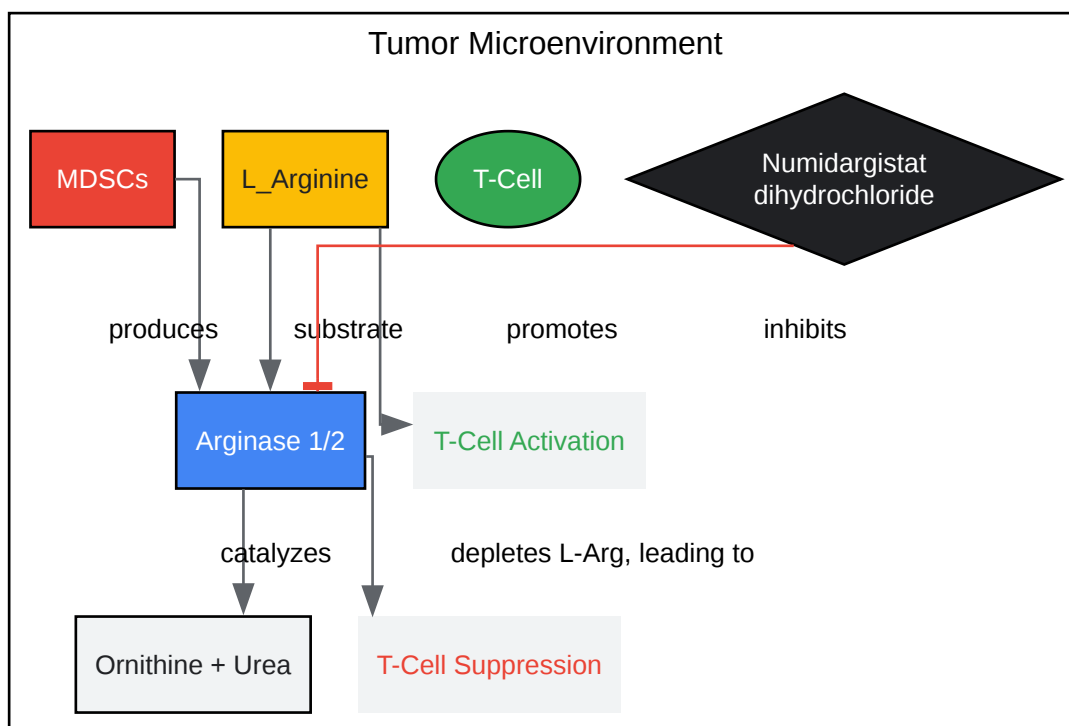 Tumor Microenvironment
MDSCs
L_Arginine
T-Cell
Numidargistat
dihydrochloride
produces
substrate
promotes
inhibits
Arginase 1/2
T-Cell Activation
catalyzes
depletes L-Arg, leading to
Ornithine + Urea
T-Cell Suppression